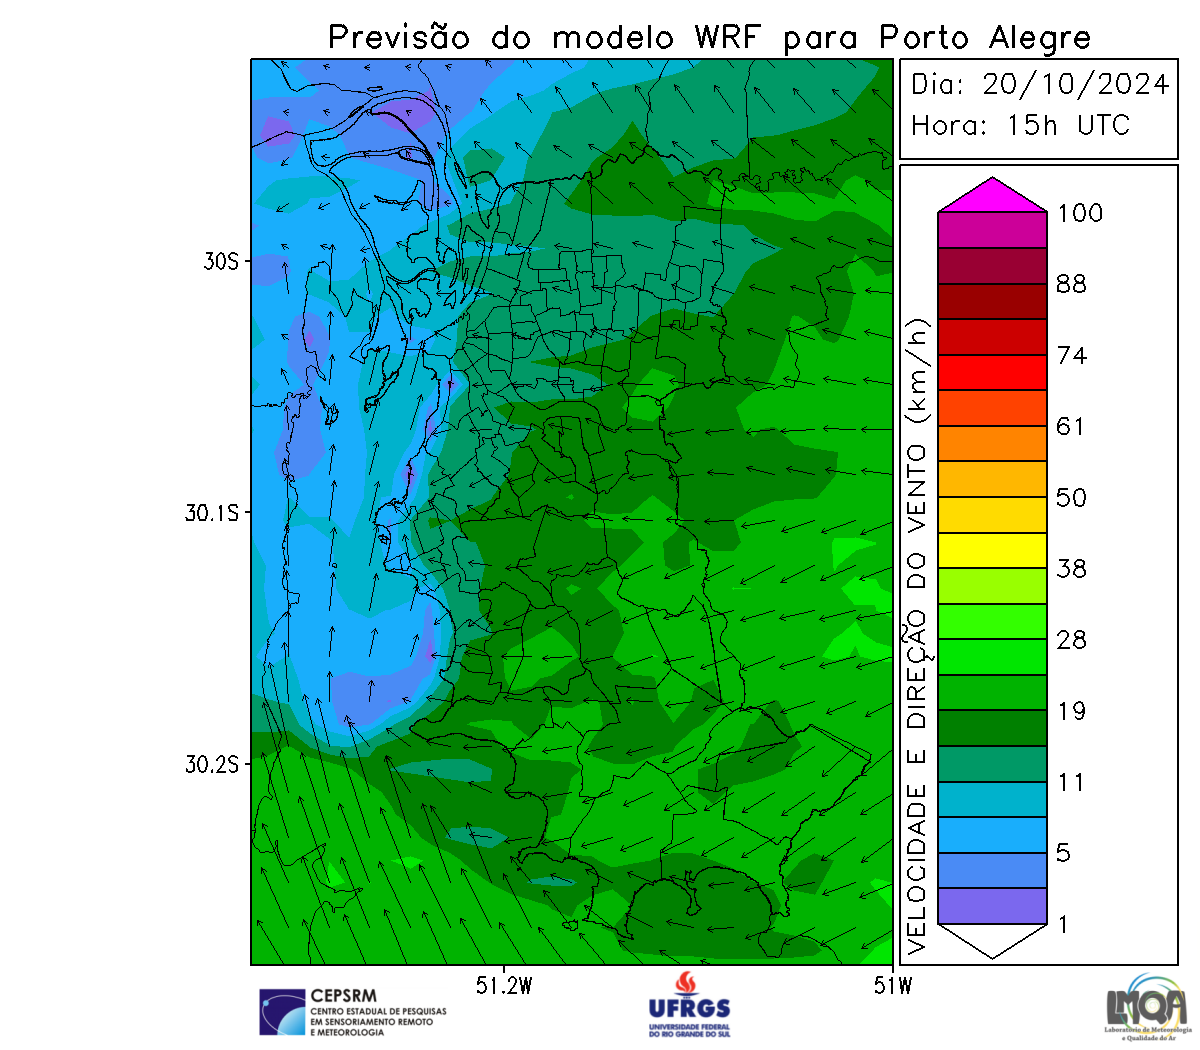 Previsão do modelo WRF para Porto Alegre
Dia: 20/10/2024
Hora: 15h UTC
VELOCIDADE E DIREÇÃO DO VENTO (km/h)
100
88
74
61
50
38
28
19
11
5
1
30S
30.1S
30.2S
51.2W
51W
CEPSRM
CENTRO ESTADUAL DE PESQUISAS
EM SENSORIAMENTO REMOTO
E METEOROLOGIA
UFRGS
UNIVERSIDADE FEDERAL
DO RIO GRANDE DO SUL
LMQA
Laboratório de Meteorologia
e Qualidade do Ar